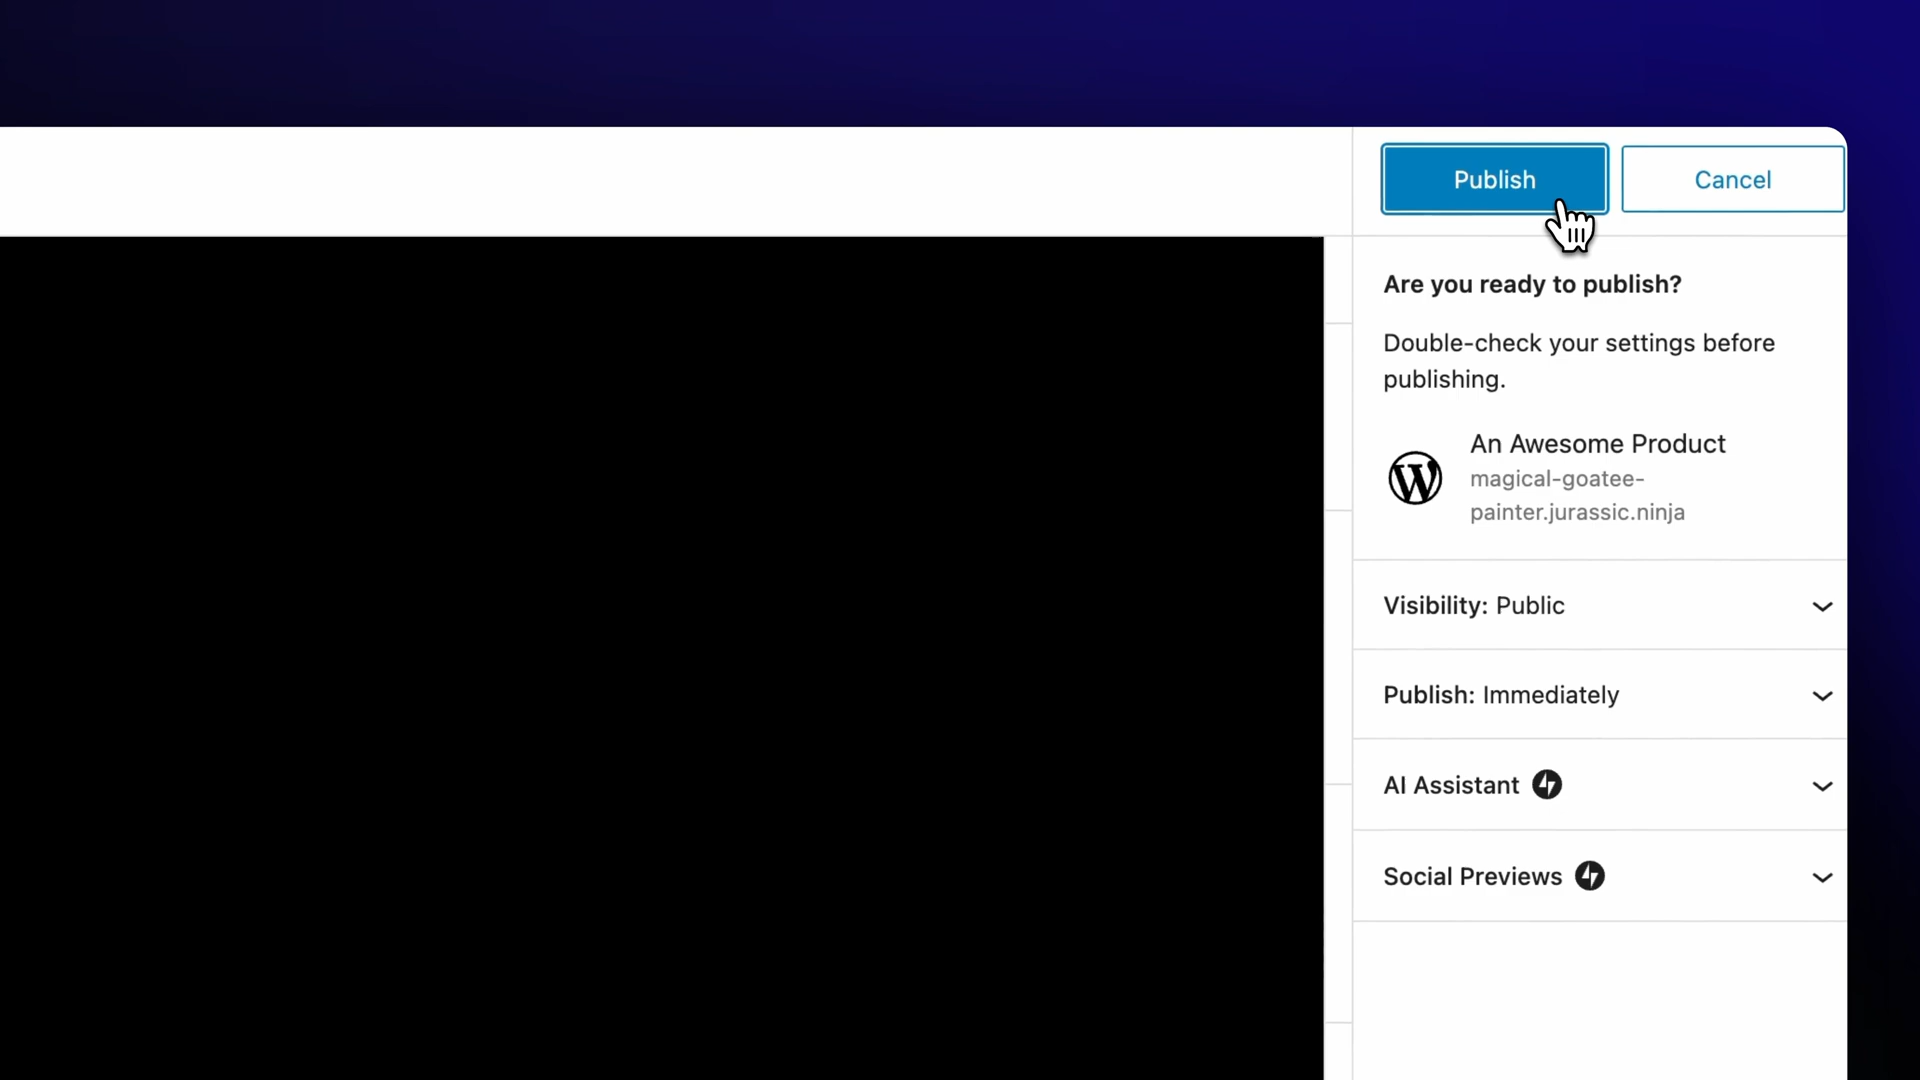 Publish
Cancel
Are you ready to publish?
Double-check your settings before
publishing.
An Awesome Product
magical-goatee-
painter.jurassic.ninja
Visibility: Public
Publish: Immediately
AI Assistant
Social Previews